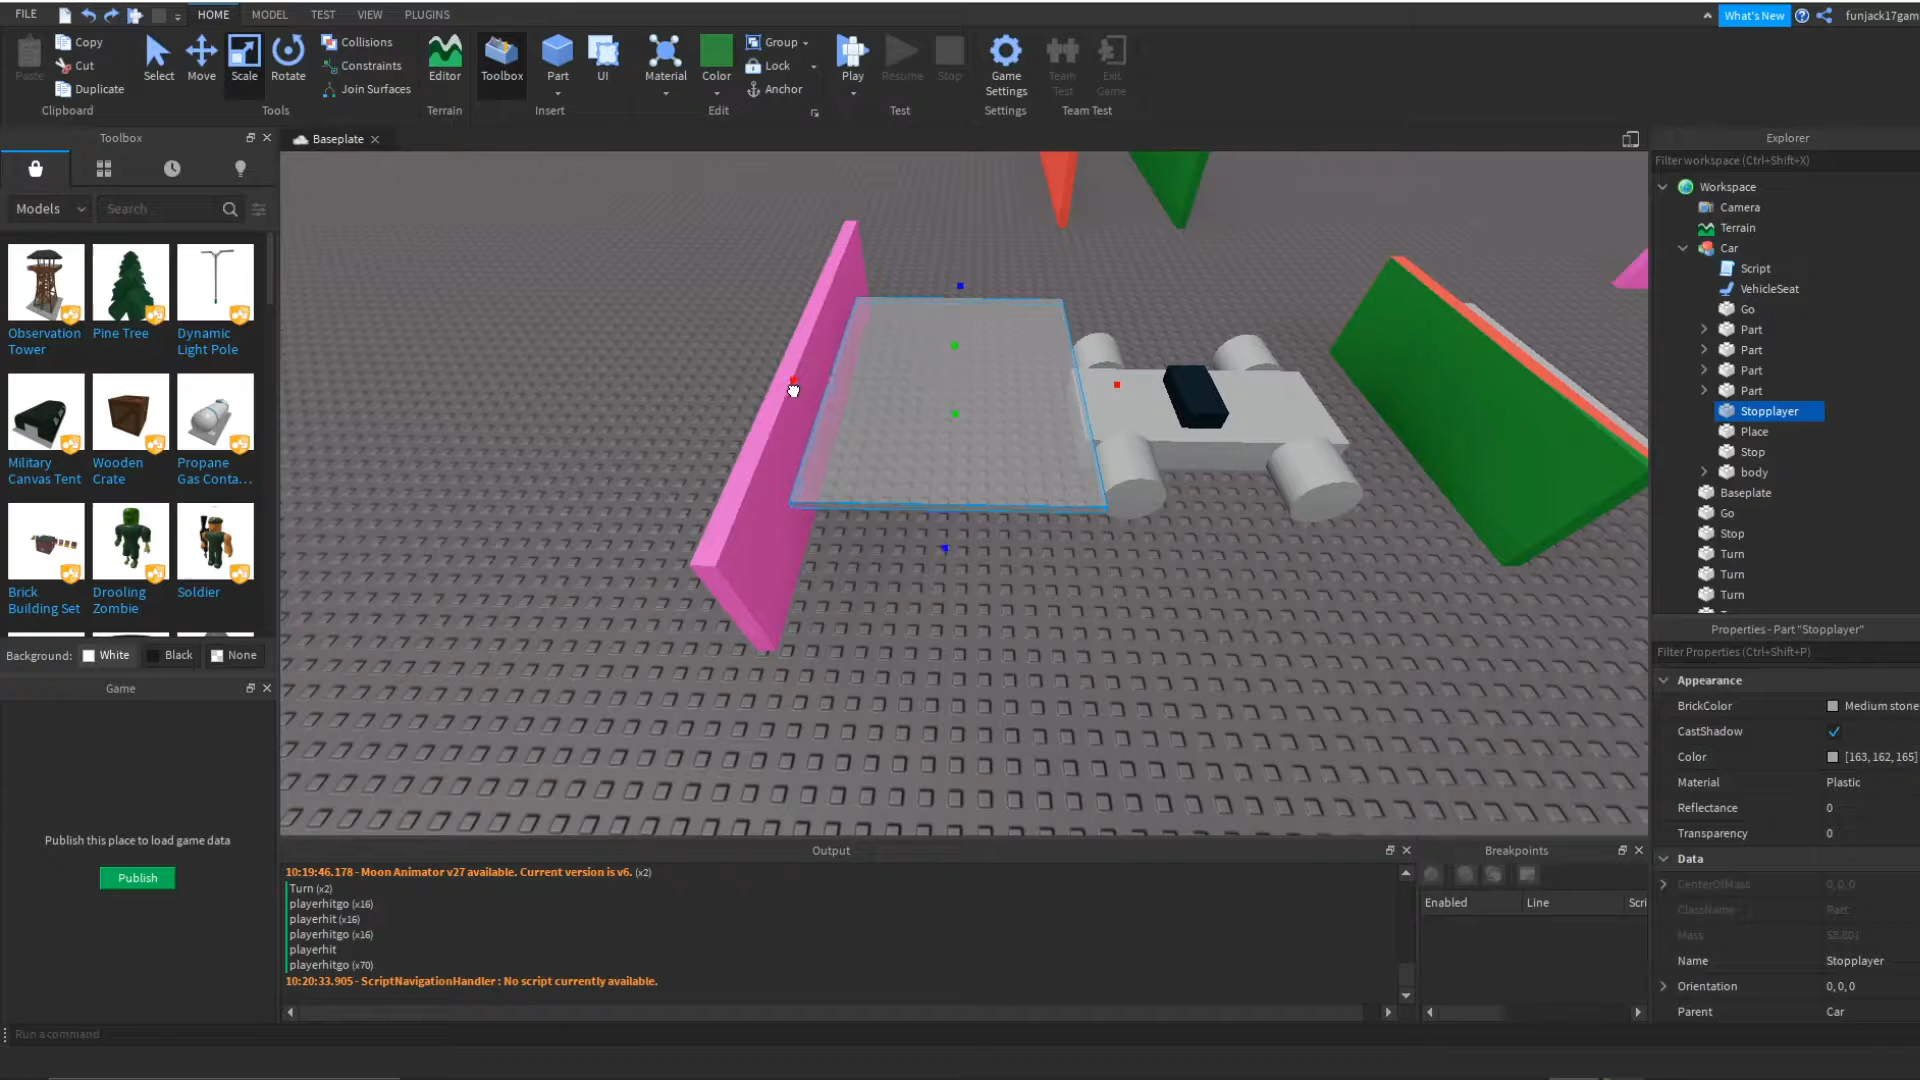 FILE HOME MODEL TEST VIEW PLUGINS What's New funjack17gam
Paste Copy Cut Duplicate Clipboard
Select Move Scale Rotate Collisions Constraints Join Surfaces Tools
Editor Terrain
Toolbox Part UI Insert
Material Color Group Lock Anchor Edit
Play Resume Stop Test
Game Settings Settings
Team Test Exit Game Team Test
Toolbox
Models Search
Observation Tower
Pine Tree
Dynamic Light Pole
Military Canvas Tent
Wooden Crate
Propane Gas Conta...
Brick Building Set
Drooling Zombie
Soldier
Background: White Black None
Game
Publish this place to load game data
Publish
Baseplate
Explorer
Filter workspace (Ctrl+Shift+X)
Workspace
Camera
Terrain
Car
Script
VehicleSeat
Go
Part
Part
Part
Part
Stopplayer
Place
Stop
body
Baseplate
Go
Stop
Turn
Turn
Turn
Properties - Part "Stopplayer"
Filter Properties (Ctrl+Shift+P)
Appearance
BrickColor Medium stone
CastShadow
Color [163, 162, 165]
Material Plastic
Reflectance 0
Transparency 0
Data
CenterOfMass 0, 0, 0
ClassName Part
Mass
Name Stopplayer
Orientation 0, 0, 0
Parent Car
Output
10:19:46.178 - Moon Animator v27 available. Current version is v6. (x2)
Turn (x2)
playerhitgo (x16)
playerhit (x16)
playerhitgo (x16)
playerhit
playerhitgo (x70)
10:20:33.905 - ScriptNavigationHandler : No script currently available.
Breakpoints
Enabled Line Scri
Run a command